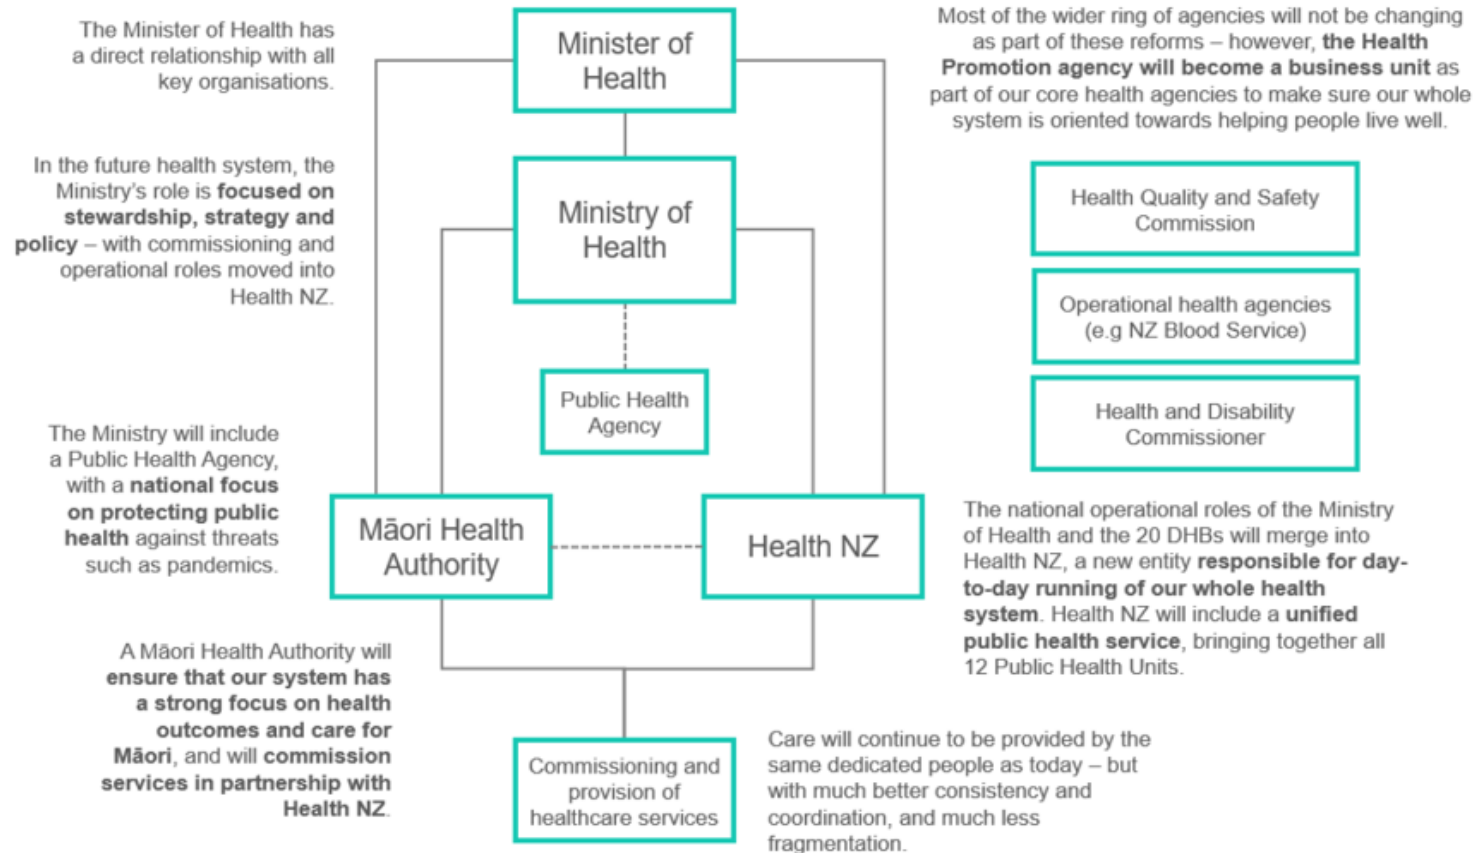 The Minister of Health has
a direct relationship with all
key organisations.
Minister of
Health
Most of the wider ring of agencies will not be changing
as part of these reforms – however, the Health
Promotion agency will become a business unit as
part of our core health agencies to make sure our whole
system is oriented towards helping people live well.
In the future health system, the
Ministry's role is focused on
stewardship, strategy and
policy – with commissioning and
operational roles moved into
Health NZ.
Ministry of
Health
Health Quality and Safety
Commission
Operational health agencies
(e.g NZ Blood Service)
Health and Disability
Commissioner
Public Health
Agency
The Ministry will include
a Public Health Agency,
with a national focus
on protecting public
health against threats
such as pandemics.
Māori Health
Authority
Health NZ
The national operational roles of the Ministry
of Health and the 20 DHBs will merge into
Health NZ, a new entity responsible for day-
to-day running of our whole health
system. Health NZ will include a unified
public health service, bringing together all
12 Public Health Units.
A Māori Health Authority will
ensure that our system has
a strong focus on health
outcomes and care for
Māori, and will commission
services in partnership with
Health NZ.
Commissioning and
provision of
healthcare services
Care will continue to be provided by the
same dedicated people as today – but
with much better consistency and
coordination, and much less
fragmentation.